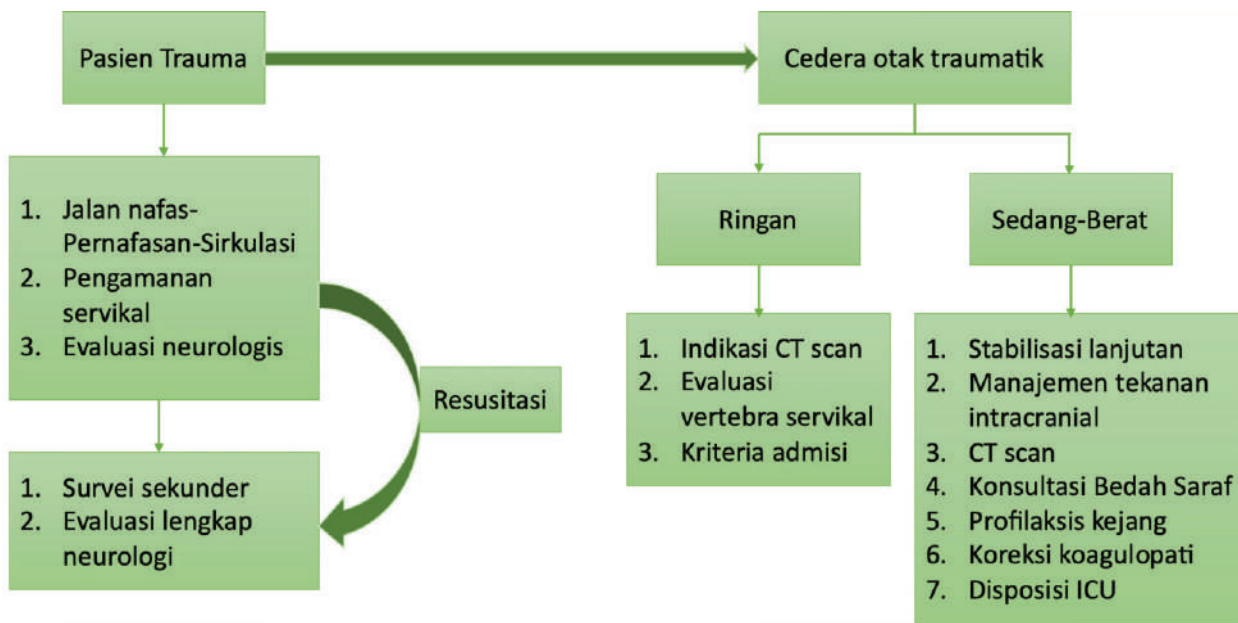 Pasien Trauma
Cedera otak traumatik
1. Jalan nafas-
Pernafasan-Sirkulasi
2. Pengamanan
servikal
3. Evaluasi neurologis
Resusitasi
1. Survei sekunder
2. Evaluasi lengkap
neurologi
Ringan
Sedang-Berat
1. Indikasi CT scan
2. Evaluasi
vertebra servikal
3. Kriteria admisi
1. Stabilisasi lanjutan
2. Manajemen tekanan
intracranial
3. CT scan
4. Konsultasi Bedah Saraf
5. Profilaksis kejang
6. Koreksi koagulopati
7. Disposisi ICU